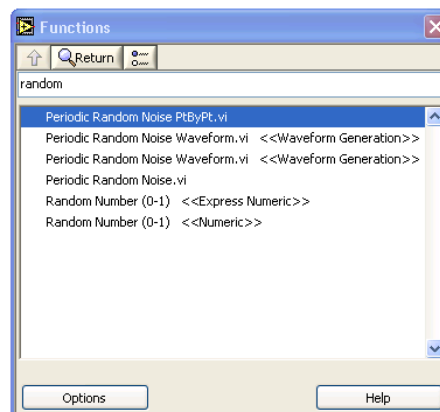 Functions
Return
random
Periodic Random Noise PtByPt.vi
Periodic Random Noise Waveform.vi <<Waveform Generation>>
Periodic Random Noise Waveform.vi <<Waveform Generation>>
Periodic Random Noise.vi
Random Number (0-1) <<Express Numeric>>
Random Number (0-1) <<Numeric>>
Options Help